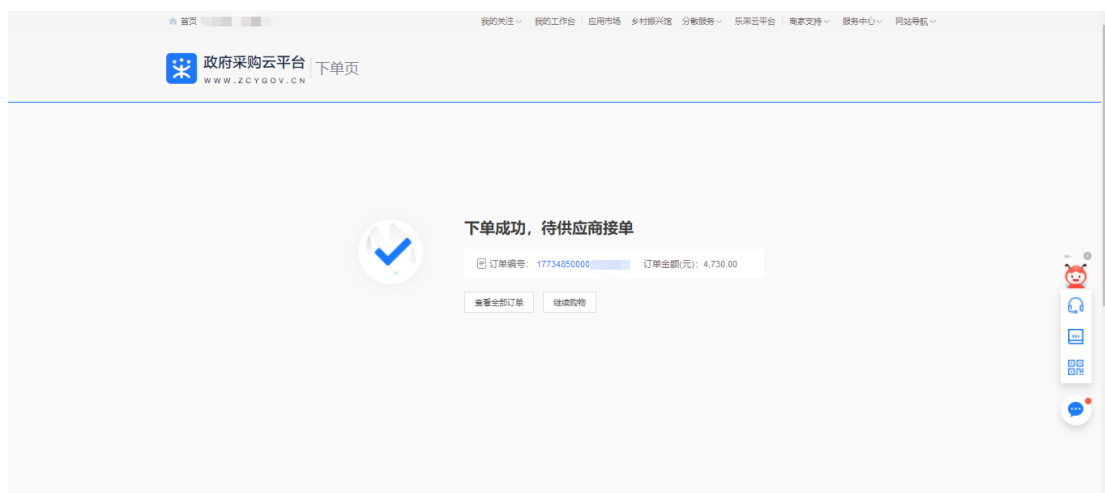 首页 我的关注 我的工作台 应用市场 乡村振兴馆 分散服务 乐采云平台 商家支持 服务中心 网站导航
政府采购云平台 下单页
WWW.ZCYGOV.CN
下单成功，待供应商接单
订单编号： 17734850000 订单金额(元)：4,730.00
查看全部订单 继续购物